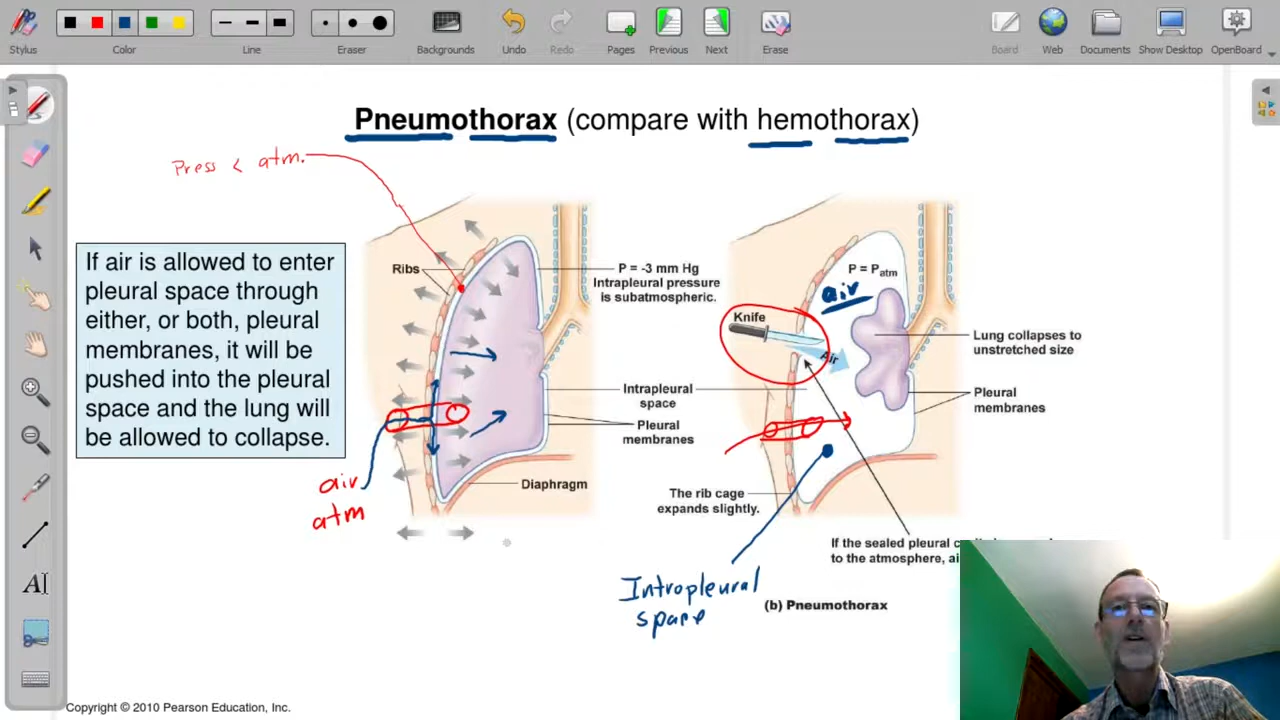 Stylus
Color
Line
Eraser
Backgrounds
Undo
Redo
Pages
Previous
Next
Erase
Board
Web
Documents
Show Desktop
OpenBoard
Pneumothorax (compare with hemothorax)
Press < atm.
If air is allowed to enter
pleural space through
either, or both, pleural
membranes, it will be
pushed into the pleural
space and the lung will
be allowed to collapse.
Ribs
P = -3 mm Hg
Intrapleural pressure
is subatmospheric.
Intrapleural
space
Pleural
membranes
Diaphragm
air
atm
P = Patm
air
Knife
Air
Lung collapses to
unstretched size
Pleural
membranes
The rib cage
expands slightly.
If the sealed pleural
to the atmosphere,
Intropleural
space
(b) Pneumothorax
Copyright © 2010 Pearson Education, Inc.